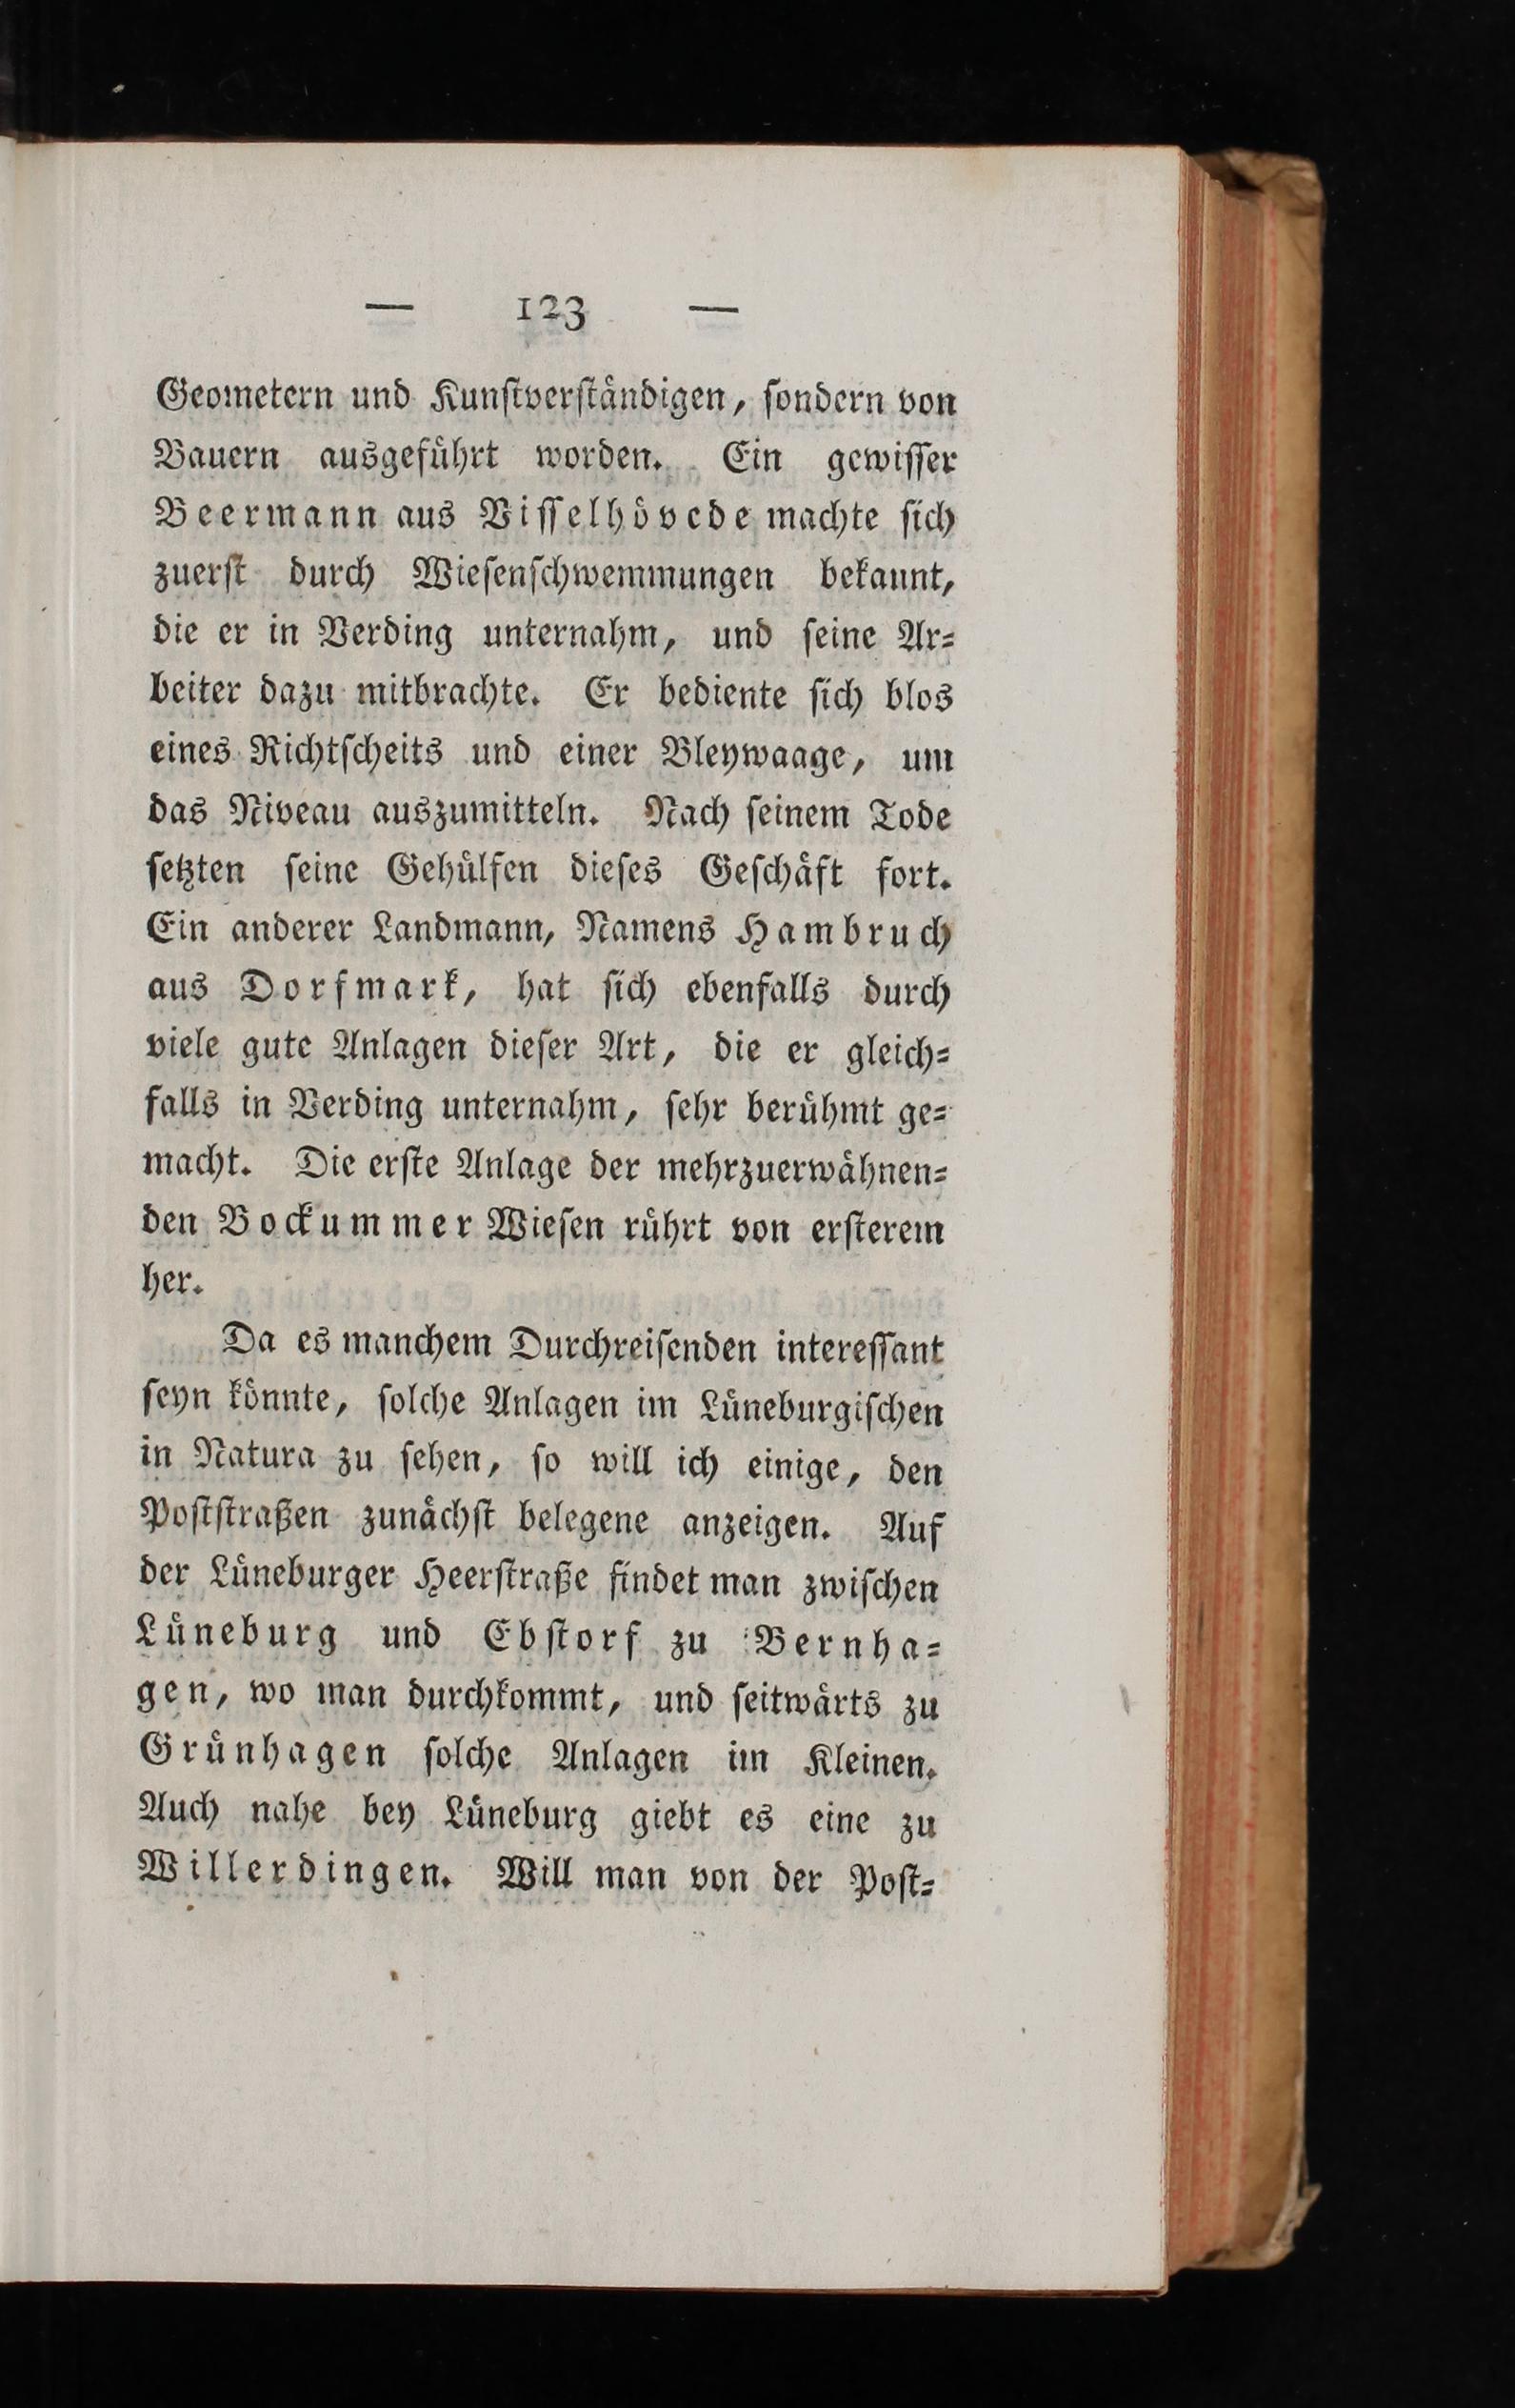 — 123 —
Geometern und Kunſtverſtändigen, ſondern von
Bauern ausgeführt worden. Ein gewiſſer
Beermann aus Viſſelhövede machte ſich
zuerſt durch Wieſenſchwemmungen bekannt,
die er in Verding unternahm, und ſeine Ar⸗
beiter dazu mitbrachte. Er bediente ſich blos
eines Richtſcheits und einer Bleywaage, um
das Niveau auszumitteln. Nach ſeinem Tode
ſetzten ſeine Gehülfen dieſes Geſchäft fort.
Ein anderer Landmann, Namens Hambruch
aus Dorfmark, hat ſich ebenfalls durch
viele gute Anlagen dieſer Art, die er gleich⸗
falls in Verding unternahm, ſehr berühmt ge⸗
macht. Die erſte Anlage der mehrzuerwähnen⸗
den Bockummer Wieſen rührt von erſterem
her.
Da es manchem Durchreiſenden intereſſant
ſeyn könnte, ſolche Anlagen im Lüneburgiſchen
in Natura zu ſehen, ſo will ich einige, den
Poſtſtraßen zunächſt belegene anzeigen. Auf
der Lüneburger Heerſtraße findet man zwiſchen
Lüneburg und Ebſtorf zu Bernha⸗
gen, wo man durchkommt, und ſeitwärts zu
Grünhagen ſolche Anlagen im Kleinen.
Auch nahe bey Lüneburg giebt es eine zu
Willerdingen. Will man von der Poſt⸗